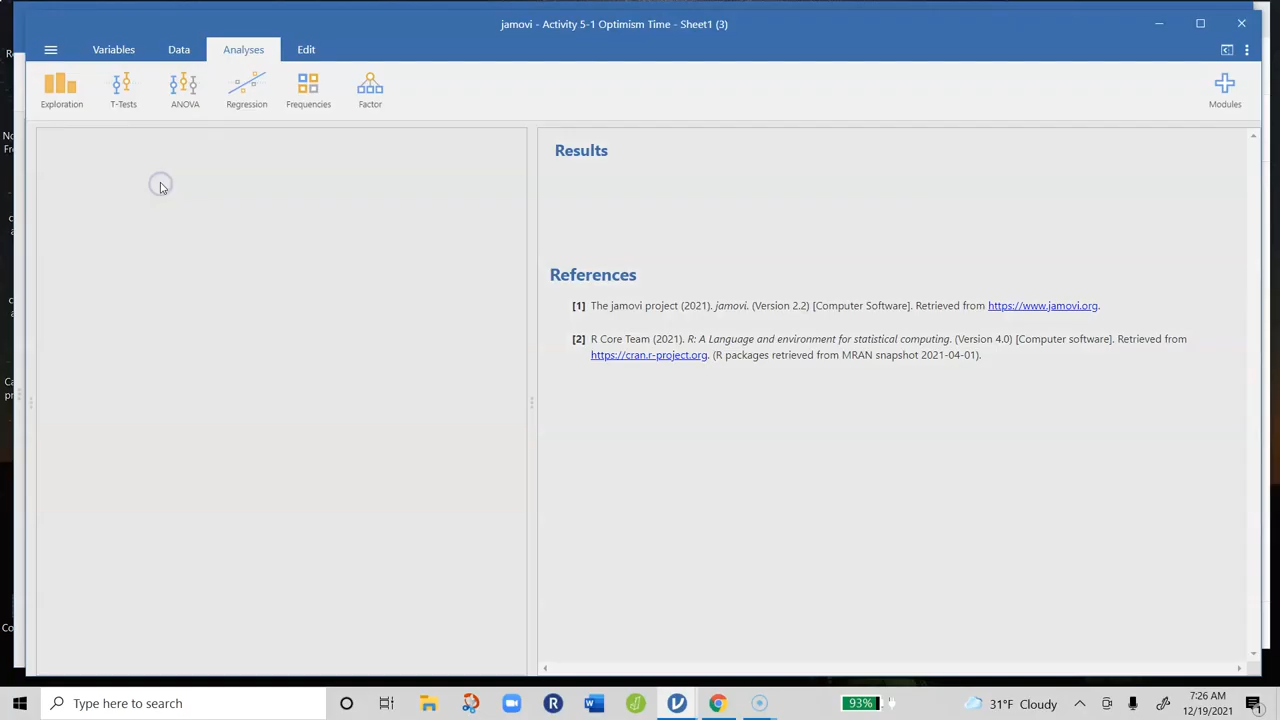 jamovi - Activity 5-1 Optimism Time - Sheet1 (3)
Variables
Data
Analyses
Edit
Exploration
T-Tests
ANOVA
Regression
Frequencies
Factor
Modules
Results
References
[1] The jamovi project (2021). jamovi. (Version 2.2) [Computer Software]. Retrieved from https://www.jamovi.org.
[2] R Core Team (2021). R: A Language and environment for statistical computing. (Version 4.0) [Computer software]. Retrieved from
https://cran.r-project.org. (R packages retrieved from MRAN snapshot 2021-04-01).
Type here to search
93%
31°F Cloudy
7:26 AM
12/19/2021